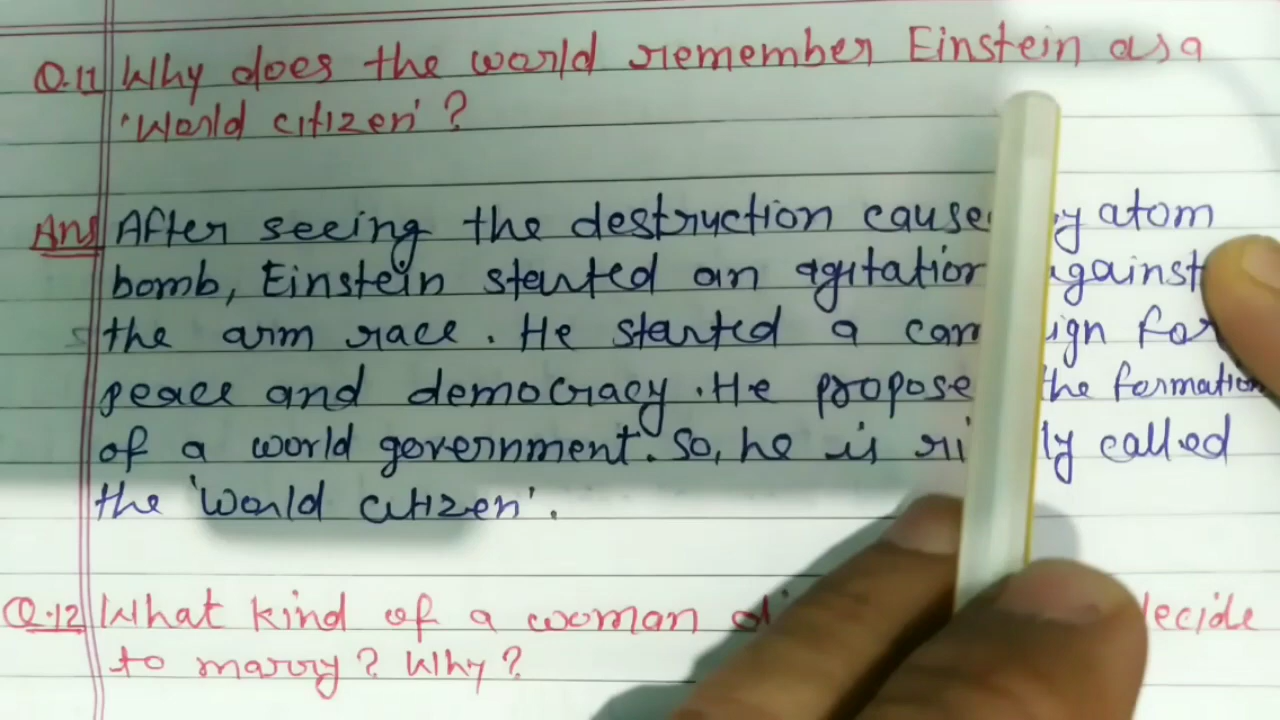 Q.11 Why does the world remember Einstein as a
'World citizen'?
Ans After seeing the destruction cause y atom
bomb, Einstein started an agitation gainst
the arm race. He started a cam ign for
peace and democracy. He propose the formation
of a world government. So, he is ri ly called
the 'World citizen'.
Q.12 What kind of a woman di decide
to marry? Why?